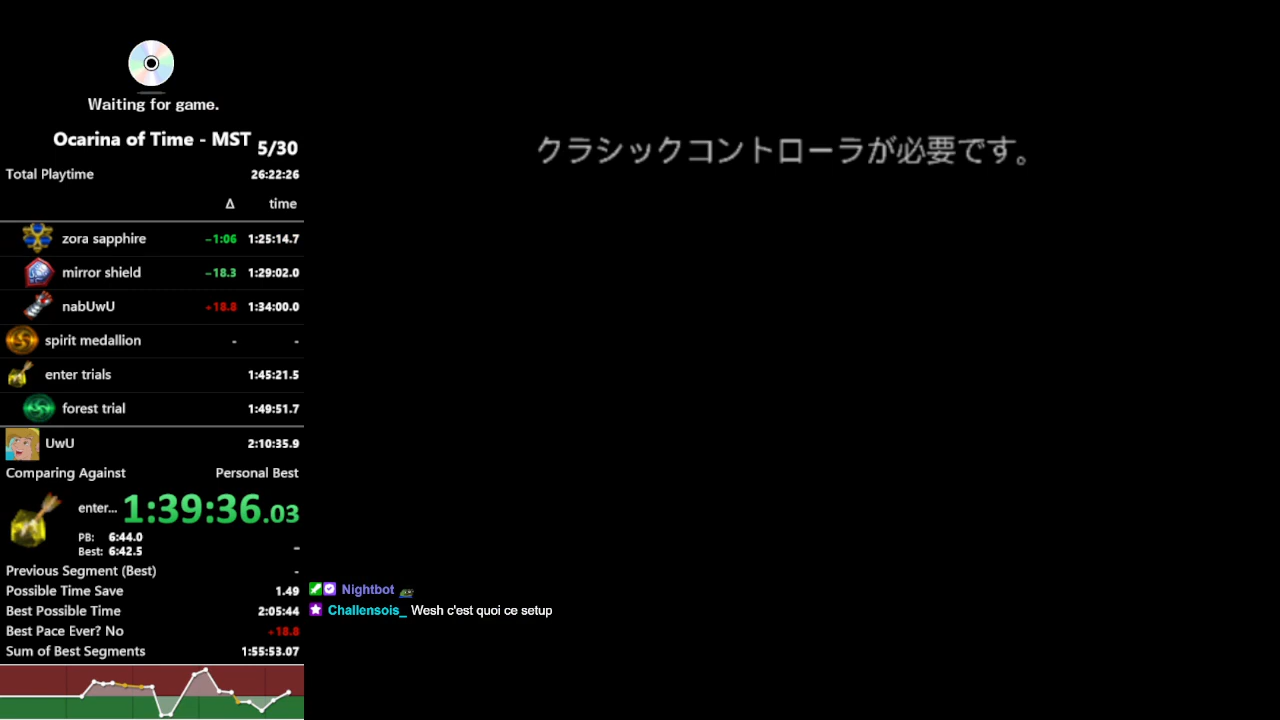 Waiting for game.
Ocarina of Time - MST 5/30
Total Playtime 26:22:26
Δ time
zora sapphire −1:06 1:25:14.7
mirror shield −18.3 1:29:02.0
nabUwU +18.8 1:34:00.0
spirit medallion - -
enter trials 1:45:21.5
forest trial 1:49:51.7
UwU 2:10:35.9
Comparing Against Personal Best
enter... 1:39:36.03
PB: 6:44.0
Best: 6:42.5 –
Previous Segment (Best) -
Possible Time Save 1.49
Best Possible Time 2:05:44
Best Pace Ever? No +18.8
Sum of Best Segments 1:55:53.07
クラシックコントローラが必要です。
Nightbot
Challensois_ Wesh c'est quoi ce setup